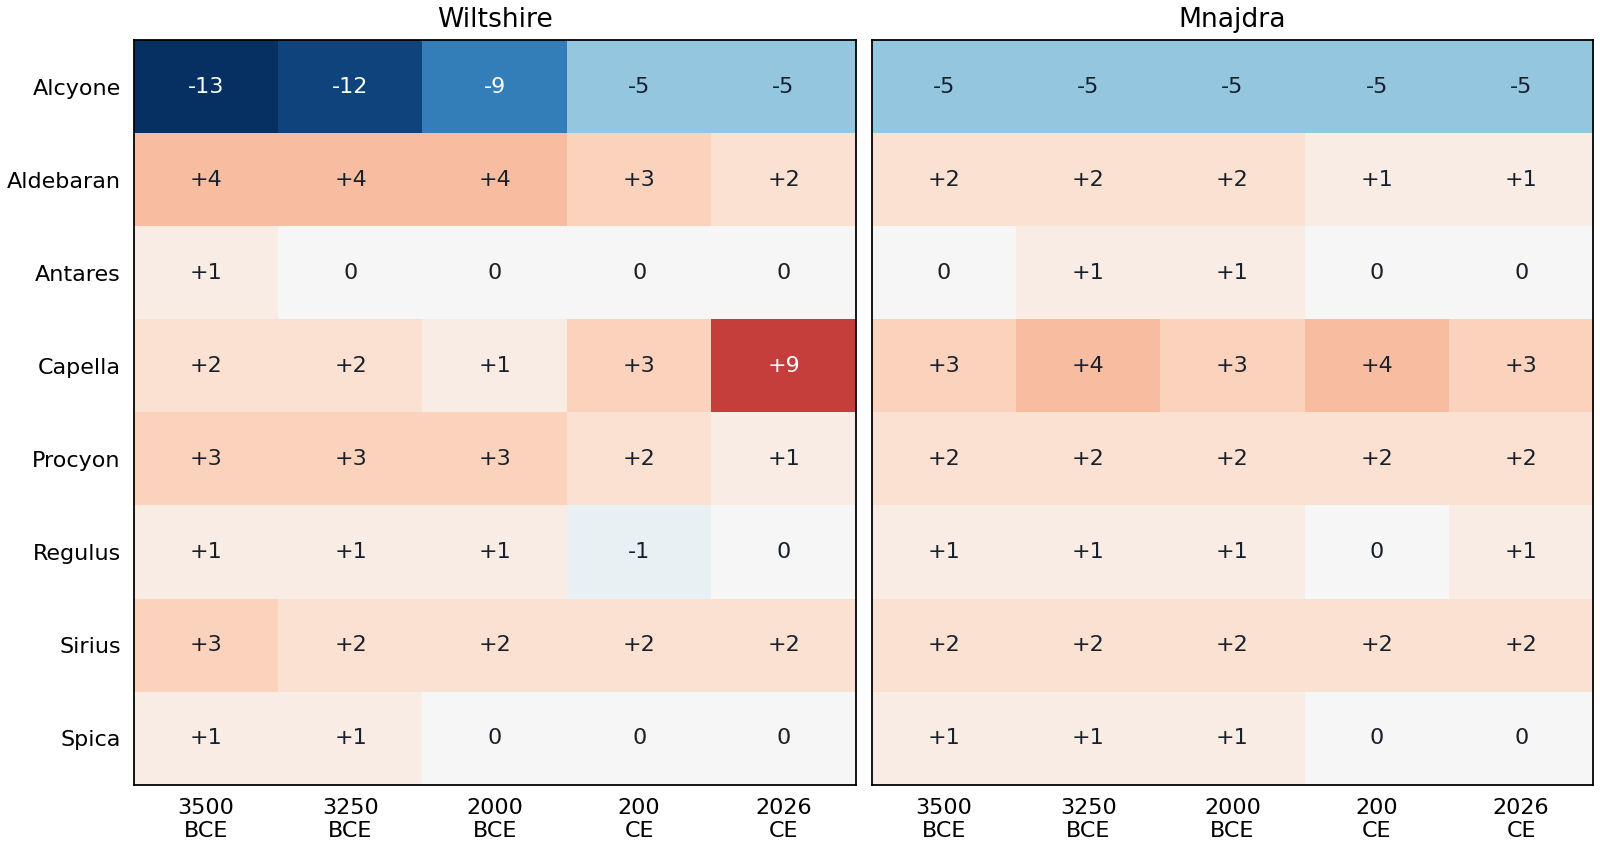 Wiltshire Mnajdra
Alcyone -13 -12 -9 -5 -5 -5 -5 -5 -5 -5
Aldebaran +4 +4 +4 +3 +2 +2 +2 +2 +1 +1
Antares +1 0 0 0 0 0 +1 +1 0 0
Capella +2 +2 +1 +3 +9 +3 +4 +3 +4 +3
Procyon +3 +3 +3 +2 +1 +2 +2 +2 +2 +2
Regulus +1 +1 +1 -1 0 +1 +1 +1 0 +1
Sirius +3 +2 +2 +2 +2 +2 +2 +2 +2 +2
Spica +1 +1 0 0 0 +1 +1 +1 0 0
3500 3250 2000 200 2026 3500 3250 2000 200 2026
BCE BCE BCE CE CE BCE BCE BCE CE CE